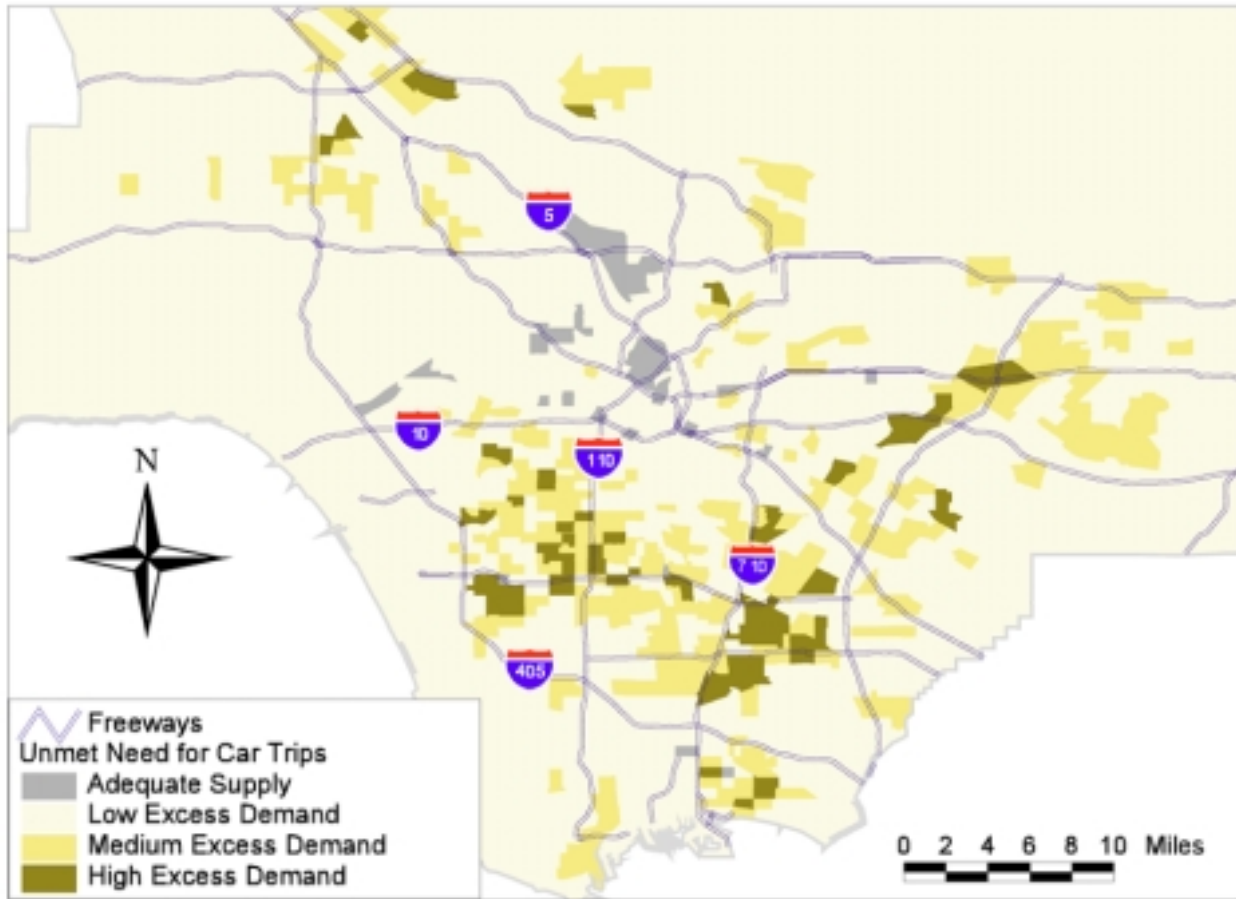 5
10
110
N
710
405
Freeways
Unmet Need for Car Trips
Adequate Supply
Low Excess Demand
Medium Excess Demand
High Excess Demand
0 2 4 6 8 10 Miles